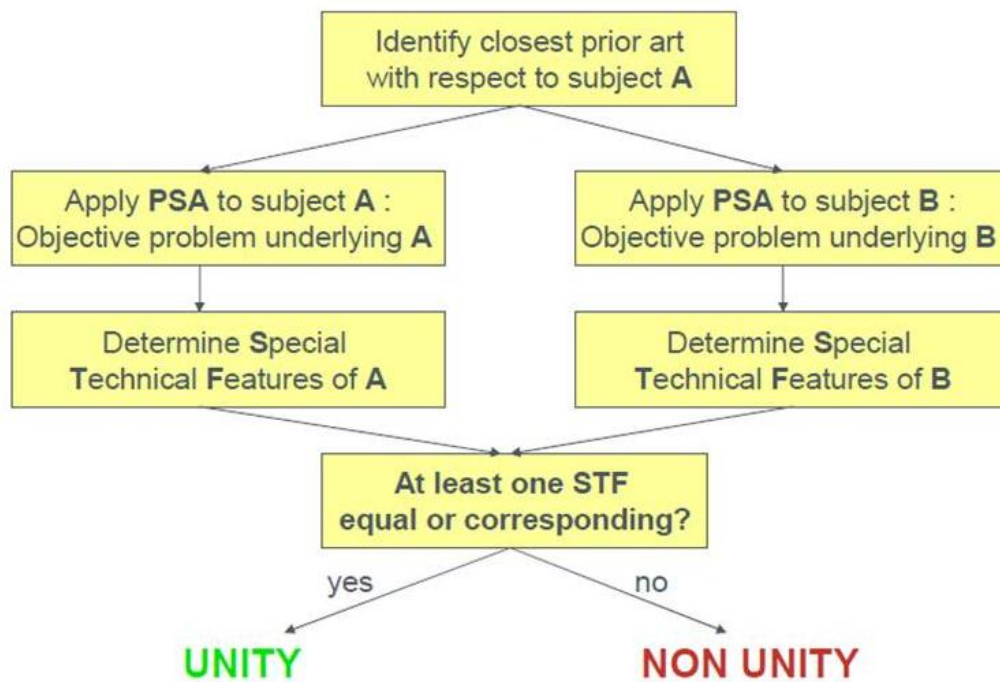 Identify closest prior art
with respect to subject A
Apply PSA to subject A :
Objective problem underlying A
Apply PSA to subject B :
Objective problem underlying B
Determine Special
Technical Features of A
Determine Special
Technical Features of B
At least one STF
equal or corresponding?
yes
no
UNITY
NON UNITY